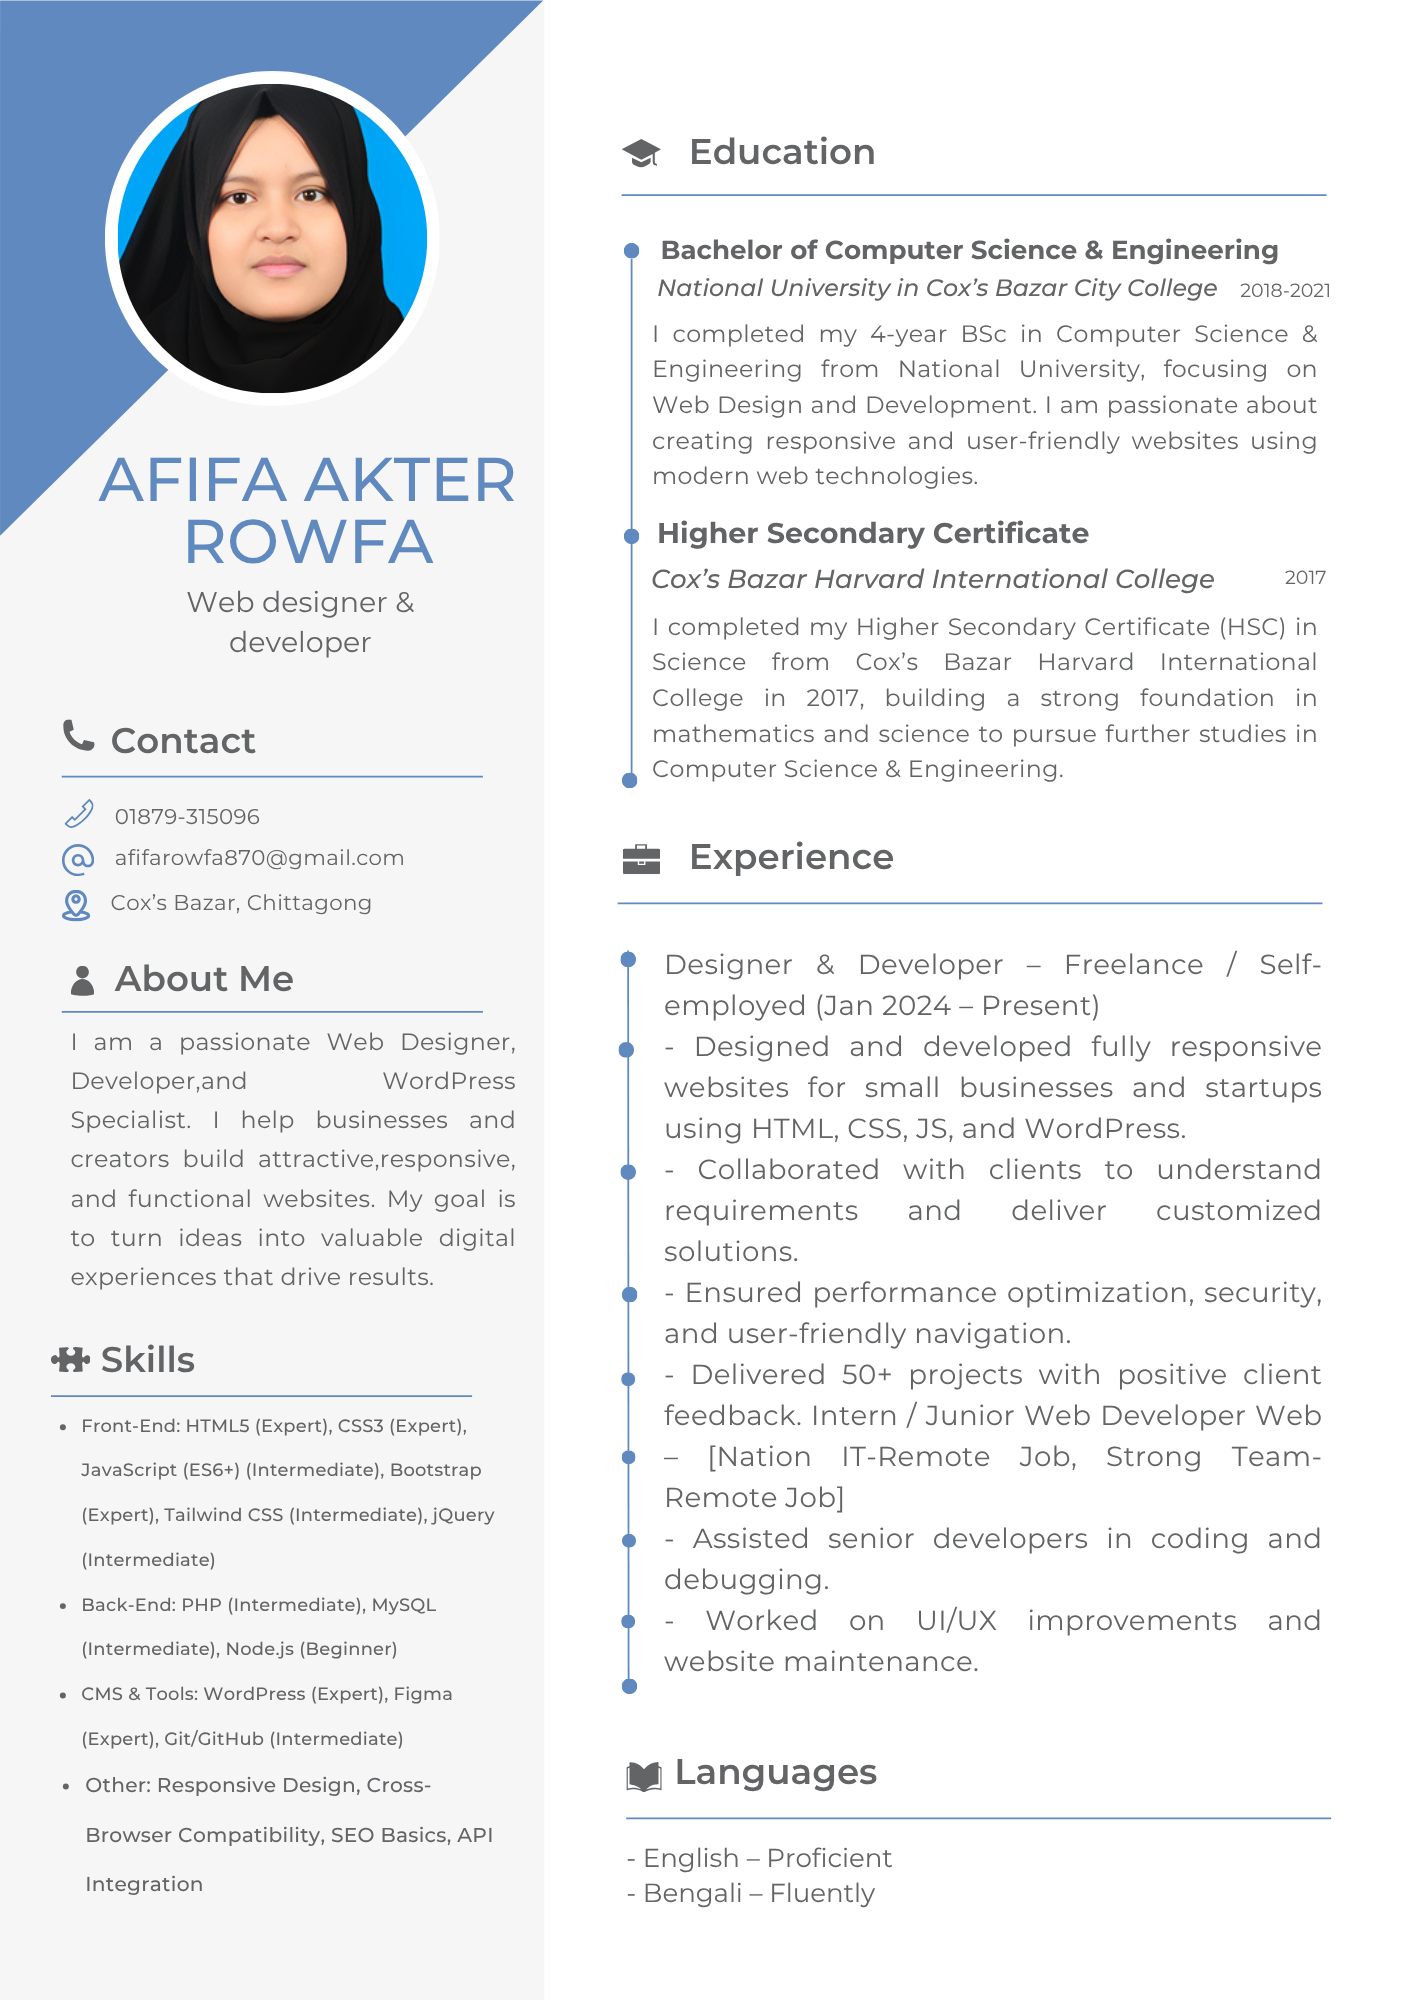 AFIFA AKTER
ROWFA
Web designer &
developer
Contact
01879-315096
afifarowfa870@gmail.com
Cox’s Bazar, Chittagong
About Me
I am a passionate Web Designer,
Developer,and WordPress
Specialist. I help businesses and
creators build attractive,responsive,
and functional websites. My goal is
to turn ideas into valuable digital
experiences that drive results.
Skills
• Front-End: HTML5 (Expert), CSS3 (Expert),
JavaScript (ES6+) (Intermediate), Bootstrap
(Expert), Tailwind CSS (Intermediate), jQuery
(Intermediate)
• Back-End: PHP (Intermediate), MySQL
(Intermediate), Node.js (Beginner)
• CMS & Tools: WordPress (Expert), Figma
(Expert), Git/GitHub (Intermediate)
• Other: Responsive Design, Cross-
Browser Compatibility, SEO Basics, API
Integration
Education
Bachelor of Computer Science & Engineering
National University in Cox’s Bazar City College 2018-2021
I completed my 4-year BSc in Computer Science &
Engineering from National University, focusing on
Web Design and Development. I am passionate about
creating responsive and user-friendly websites using
modern web technologies.
Higher Secondary Certificate
Cox’s Bazar Harvard International College 2017
I completed my Higher Secondary Certificate (HSC) in
Science from Cox’s Bazar Harvard International
College in 2017, building a strong foundation in
mathematics and science to pursue further studies in
Computer Science & Engineering.
Experience
Designer & Developer – Freelance / Self-
employed (Jan 2024 – Present)
- Designed and developed fully responsive
websites for small businesses and startups
using HTML, CSS, JS, and WordPress.
- Collaborated with clients to understand
requirements and deliver customized
solutions.
- Ensured performance optimization, security,
and user-friendly navigation.
- Delivered 50+ projects with positive client
feedback. Intern / Junior Web Developer Web
– [Nation IT-Remote Job, Strong Team-
Remote Job]
- Assisted senior developers in coding and
debugging.
- Worked on UI/UX improvements and
website maintenance.
Languages
- English – Proficient
- Bengali – Fluently